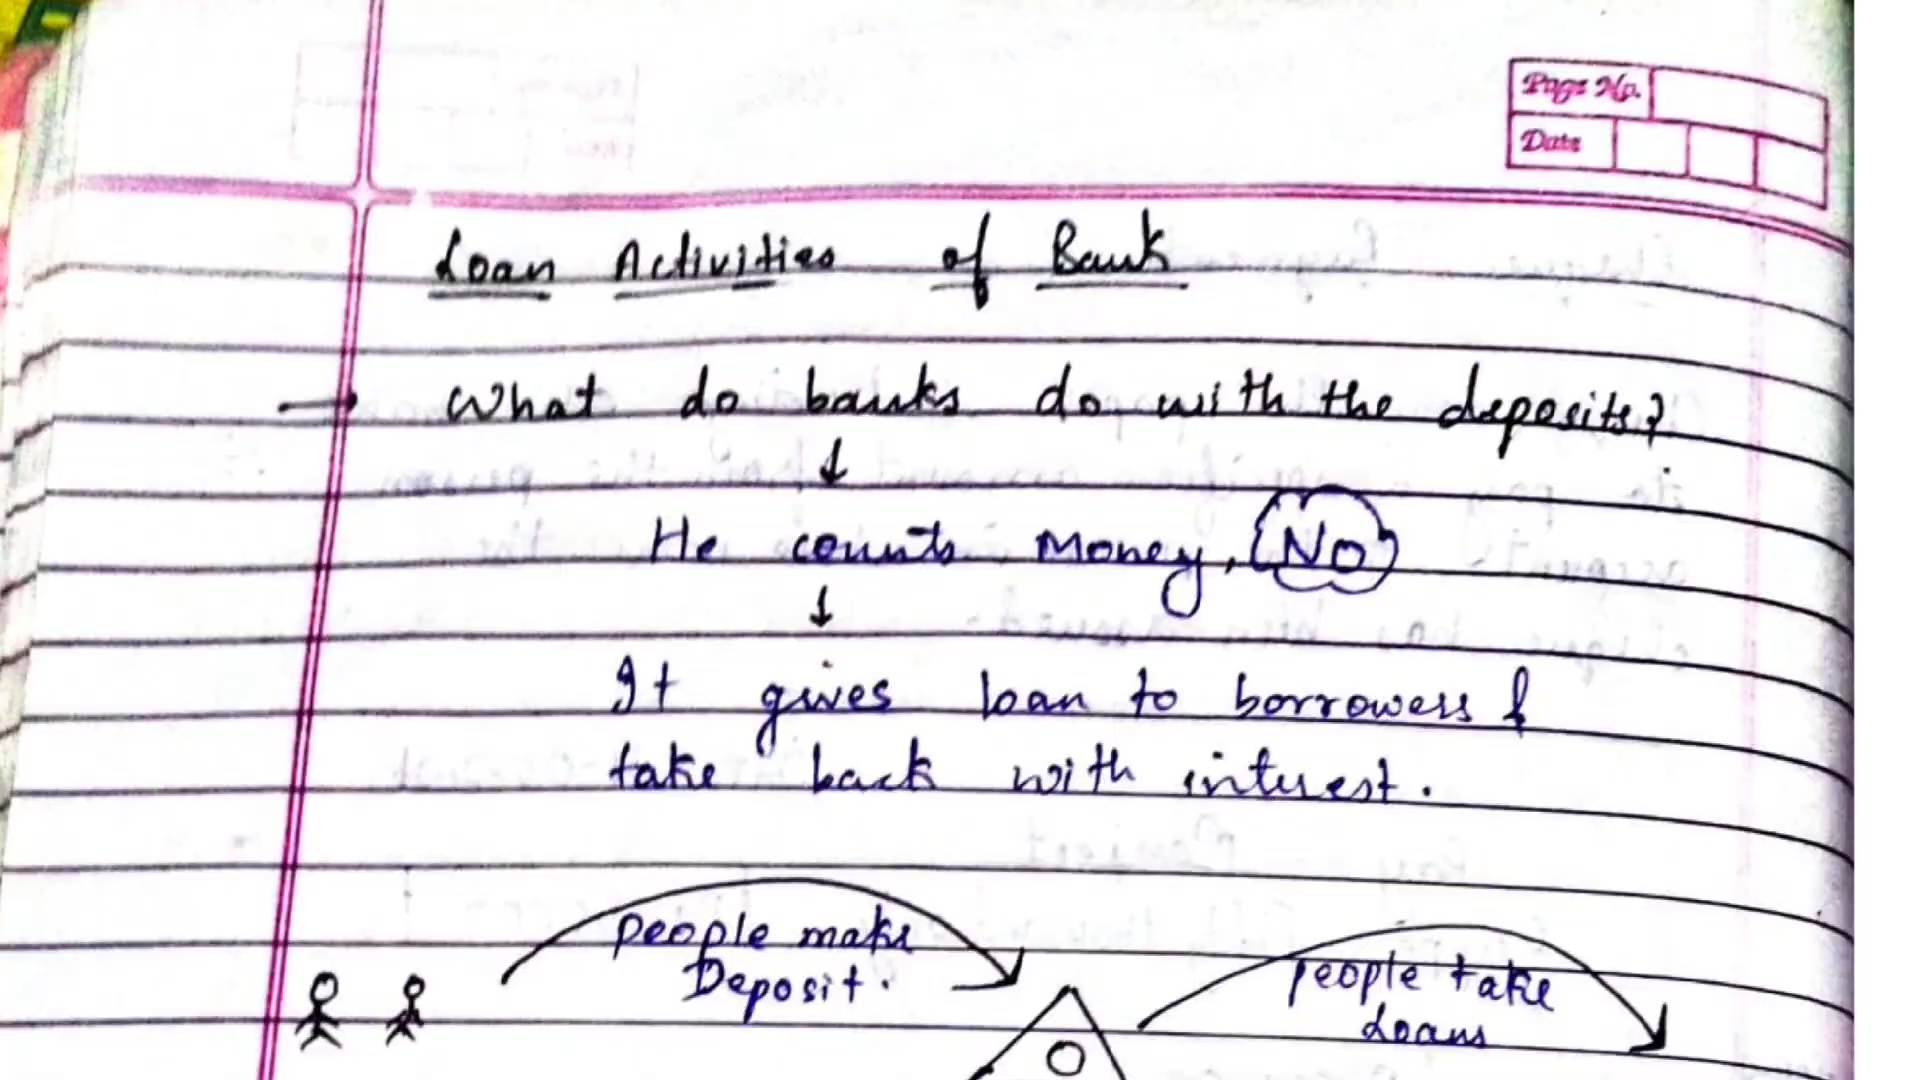 Page No.
Date
Loan Activities of Bank
→ What do banks do with the deposits?
↓
He counts Money, No
↓
It gives loan to borrowers &
take back with interest.
people make
Deposit.
people take
Loans